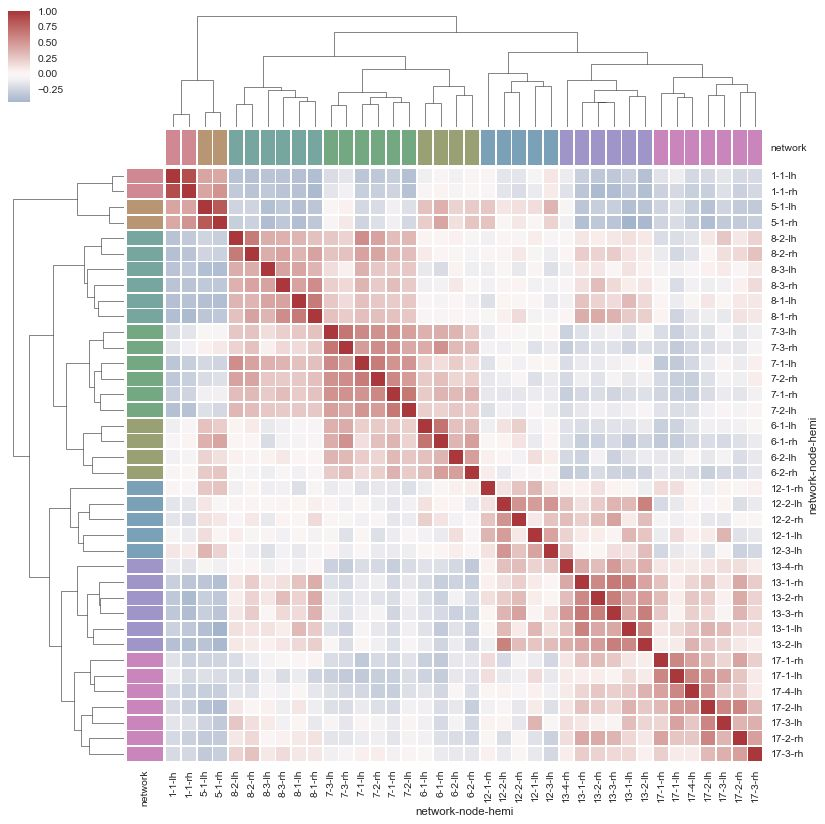 1.00
0.75
0.50
0.25
0.00
−0.25
network
1-1-lh
1-1-rh
5-1-lh
5-1-rh
8-2-lh
8-2-rh
8-3-lh
8-3-rh
8-1-lh
8-1-rh
7-3-lh
7-3-rh
7-1-lh
7-2-rh
7-1-rh
7-2-lh
6-1-lh
6-1-rh
6-2-lh
6-2-rh
12-1-rh
12-2-lh
12-2-rh
12-1-lh
12-3-lh
13-4-rh
13-1-rh
13-2-rh
13-3-rh
13-1-lh
13-2-lh
17-1-rh
17-1-lh
17-4-lh
17-2-lh
17-3-lh
17-2-rh
17-3-rh
network-node-hemi
network
1-1-lh
1-1-rh
5-1-lh
5-1-rh
8-2-lh
8-2-rh
8-3-lh
8-3-rh
8-1-lh
8-1-rh
7-3-lh
7-3-rh
7-1-lh
7-2-rh
7-1-rh
7-2-lh
6-1-lh
6-1-rh
6-2-lh
6-2-rh
12-1-rh
12-2-lh
12-2-rh
12-1-lh
12-3-lh
13-4-rh
13-1-rh
13-2-rh
13-3-rh
13-1-lh
13-2-lh
17-1-rh
17-1-lh
17-4-lh
17-2-lh
17-3-lh
17-2-rh
17-3-rh
network-node-hemi